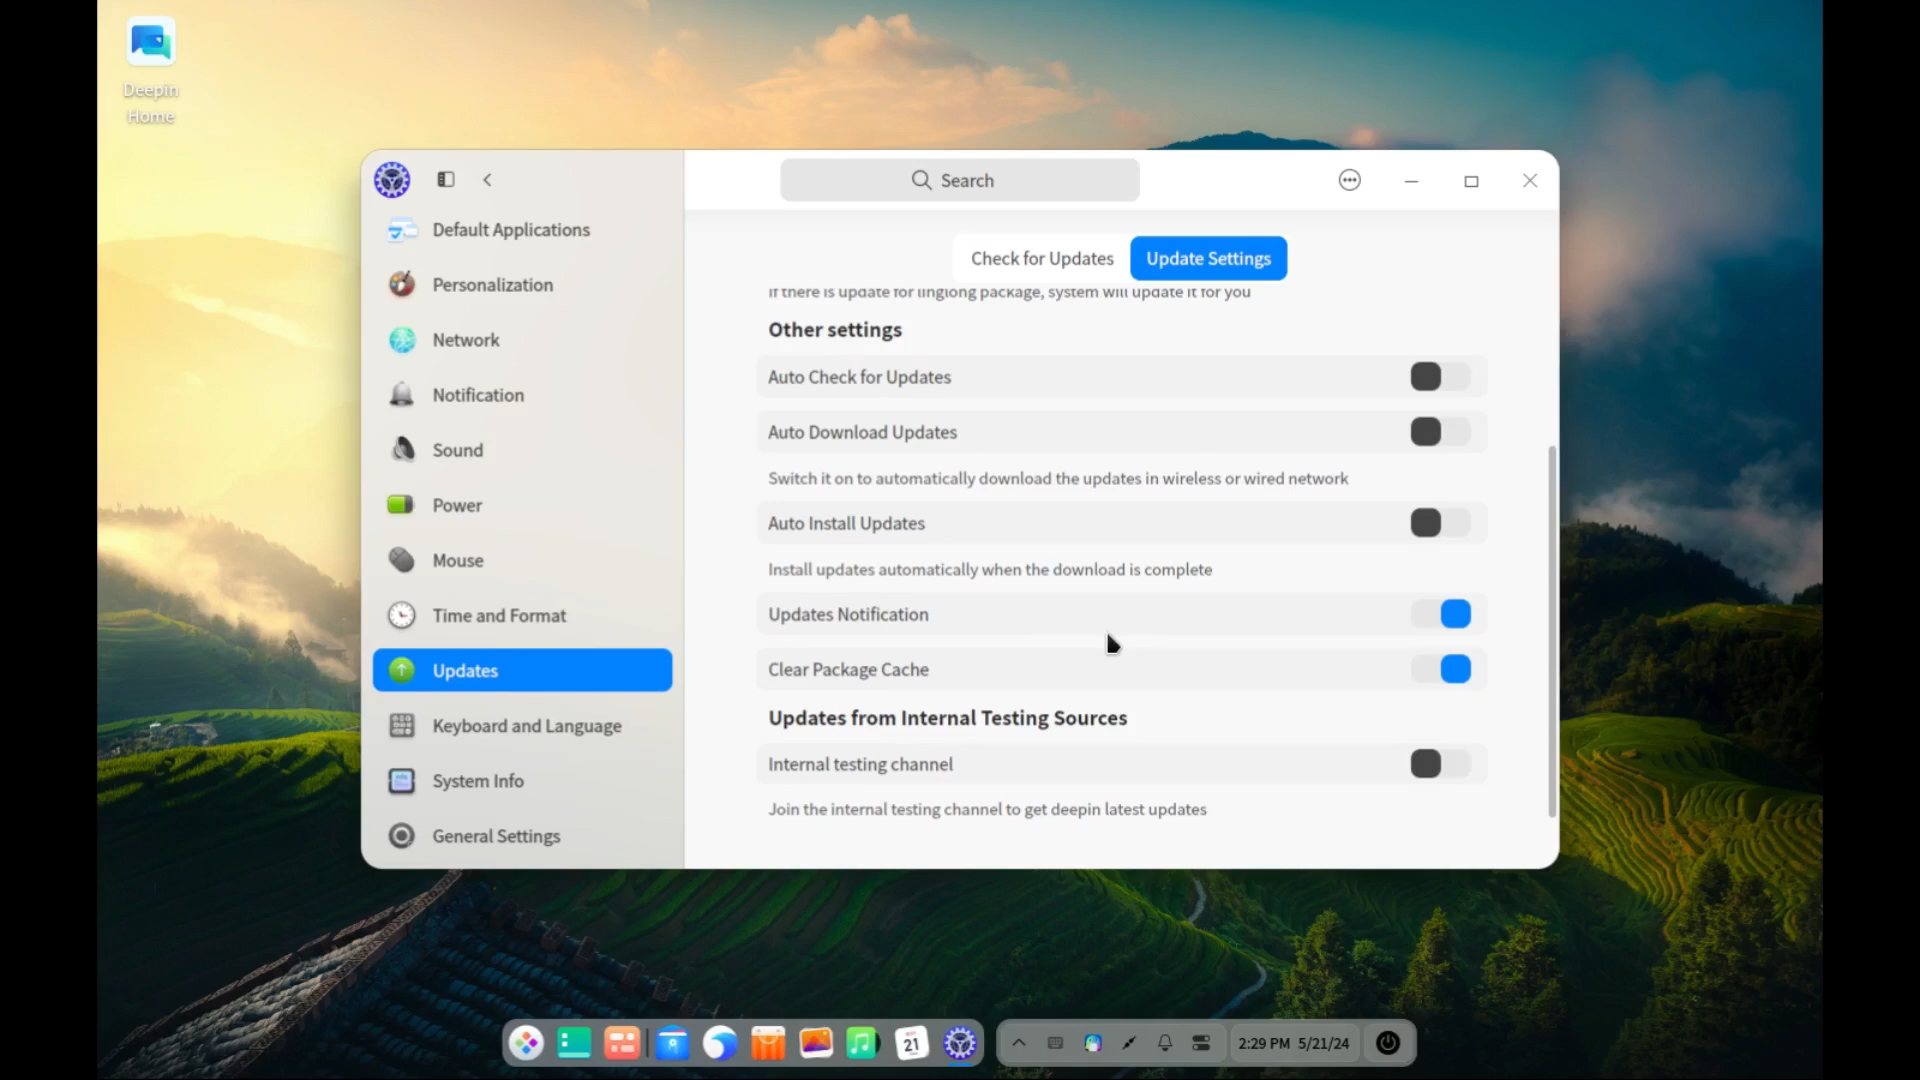 Deepin
Home
Search
Default Applications
Personalization
Network
Notification
Sound
Power
Mouse
Time and Format
Updates
Keyboard and Language
System Info
General Settings
Check for Updates
Update Settings
If there is update for linglong package, system will update it for you
Other settings
Auto Check for Updates
Auto Download Updates
Switch it on to automatically download the updates in wireless or wired network
Auto Install Updates
Install updates automatically when the download is complete
Updates Notification
Clear Package Cache
Updates from Internal Testing Sources
Internal testing channel
Join the internal testing channel to get deepin latest updates
21
2:29 PM 5/21/24